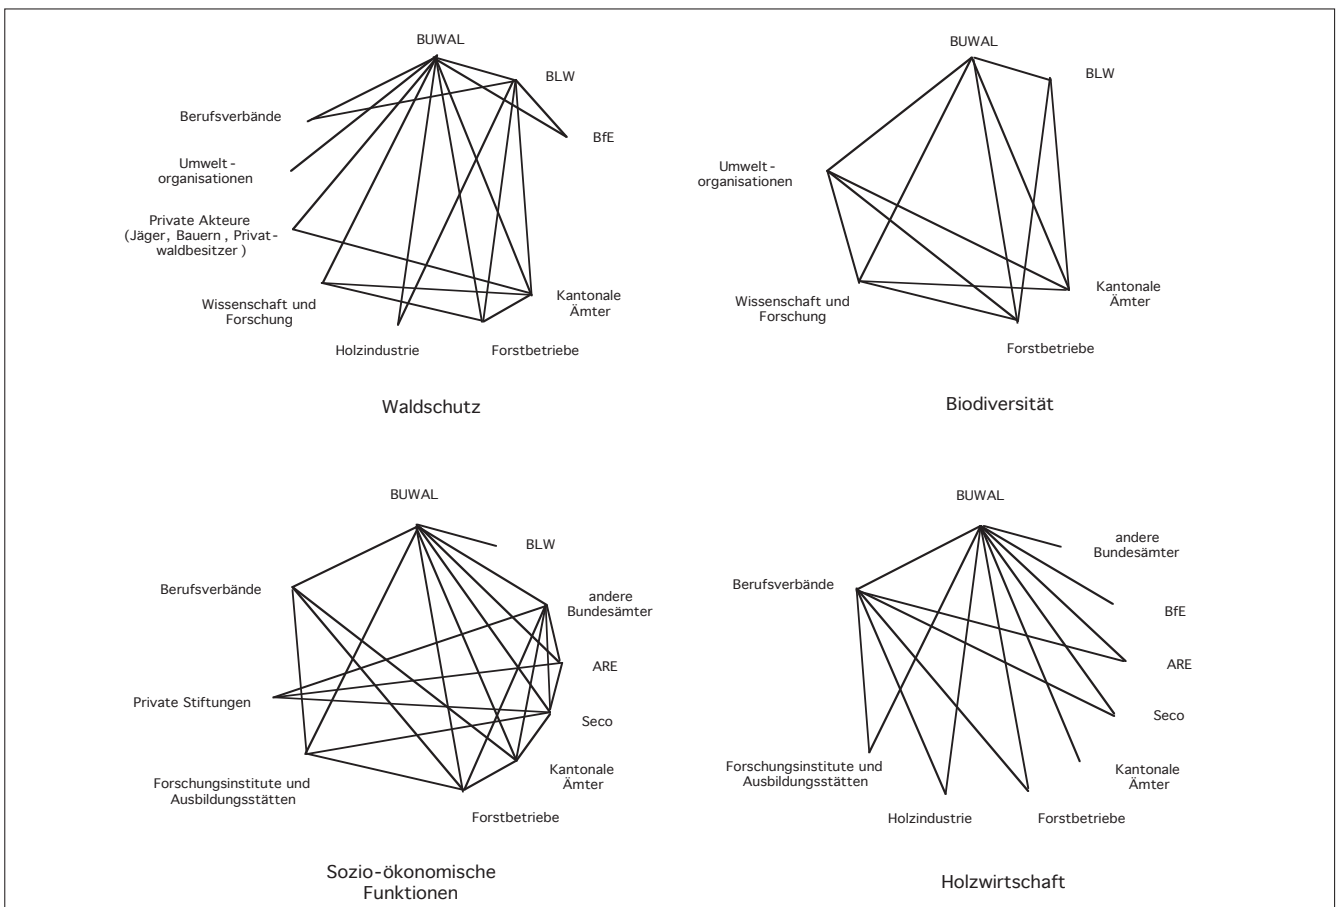 BUWAL
BLW
Berufsverbände
BfE
Umwelt-
organisationen
Private Akteure
(Jäger, Bauern, Privat-
waldbesitzer)
Wissenschaft und
Forschung
Kantonale
Ämter
Holzindustrie
Forstbetriebe
Waldschutz
BUWAL
BLW
Umwelt-
organisationen
Wissenschaft und
Forschung
Kantonale
Ämter
Forstbetriebe
Biodiversität
BUWAL
BLW
Berufsverbände
andere
Bundesämter
ARE
Private Stiftungen
Seco
Forschungsinstitute und
Ausbildungsstätten
Kantonale
Ämter
Forstbetriebe
Sozio-ökonomische
Funktionen
BUWAL
andere
Bundesämter
Berufsverbände
BfE
ARE
Seco
Forschungsinstitute und
Ausbildungsstätten
Kantonale
Ämter
Holzindustrie
Forstbetriebe
Holzwirtschaft